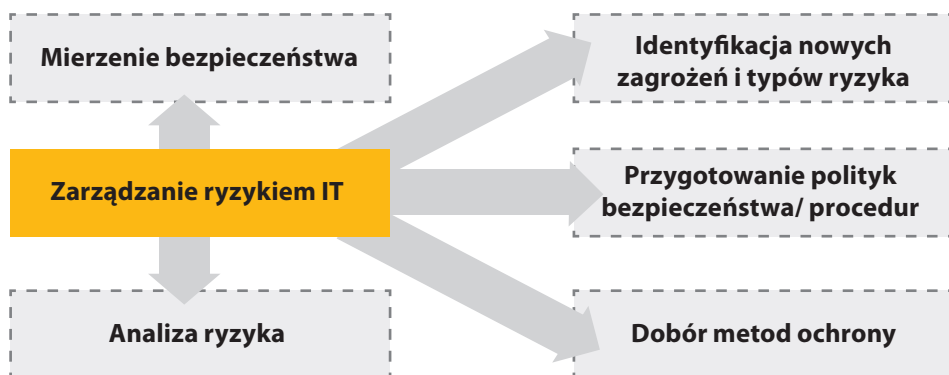 Mierzenie bezpieczeństwa
Identyfikacja nowych
zagrożeń i typów ryzyka
Zarządzanie ryzykiem IT
Przygotowanie polityk
bezpieczeństwa/ procedur
Analiza ryzyka
Dobór metod ochrony